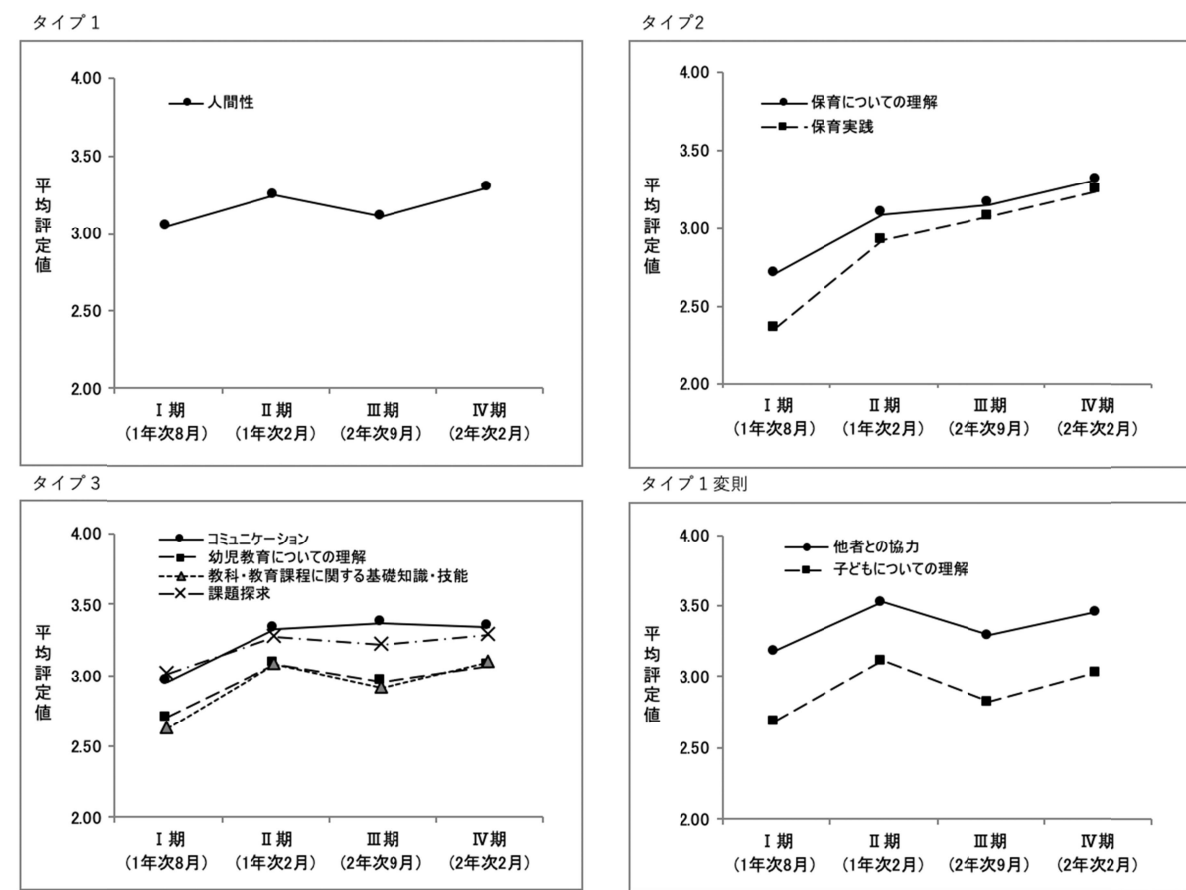 タイプ1
4.00
3.50
3.00
2.50
2.00
平均評定値
人間性
Ⅰ期
(1年次8月)
Ⅱ期
(1年次2月)
Ⅲ期
(2年次9月)
Ⅳ期
(2年次2月)
タイプ2
4.00
3.50
3.00
2.50
2.00
平均評定値
保育についての理解
保育実践
Ⅰ期
(1年次8月)
Ⅱ期
(1年次2月)
Ⅲ期
(2年次9月)
Ⅳ期
(2年次2月)
タイプ3
4.00
3.50
3.00
2.50
2.00
平均評定値
コミュニケーション
幼児教育についての理解
教科・教育課程に関する基礎知識・技能
課題探求
Ⅰ期
(1年次8月)
Ⅱ期
(1年次2月)
Ⅲ期
(2年次9月)
Ⅳ期
(2年次2月)
タイプ1変則
4.00
3.50
3.00
2.50
2.00
平均評定値
他者との協力
子どもについての理解
Ⅰ期
(1年次8月)
Ⅱ期
(1年次2月)
Ⅲ期
(2年次9月)
Ⅳ期
(2年次2月)